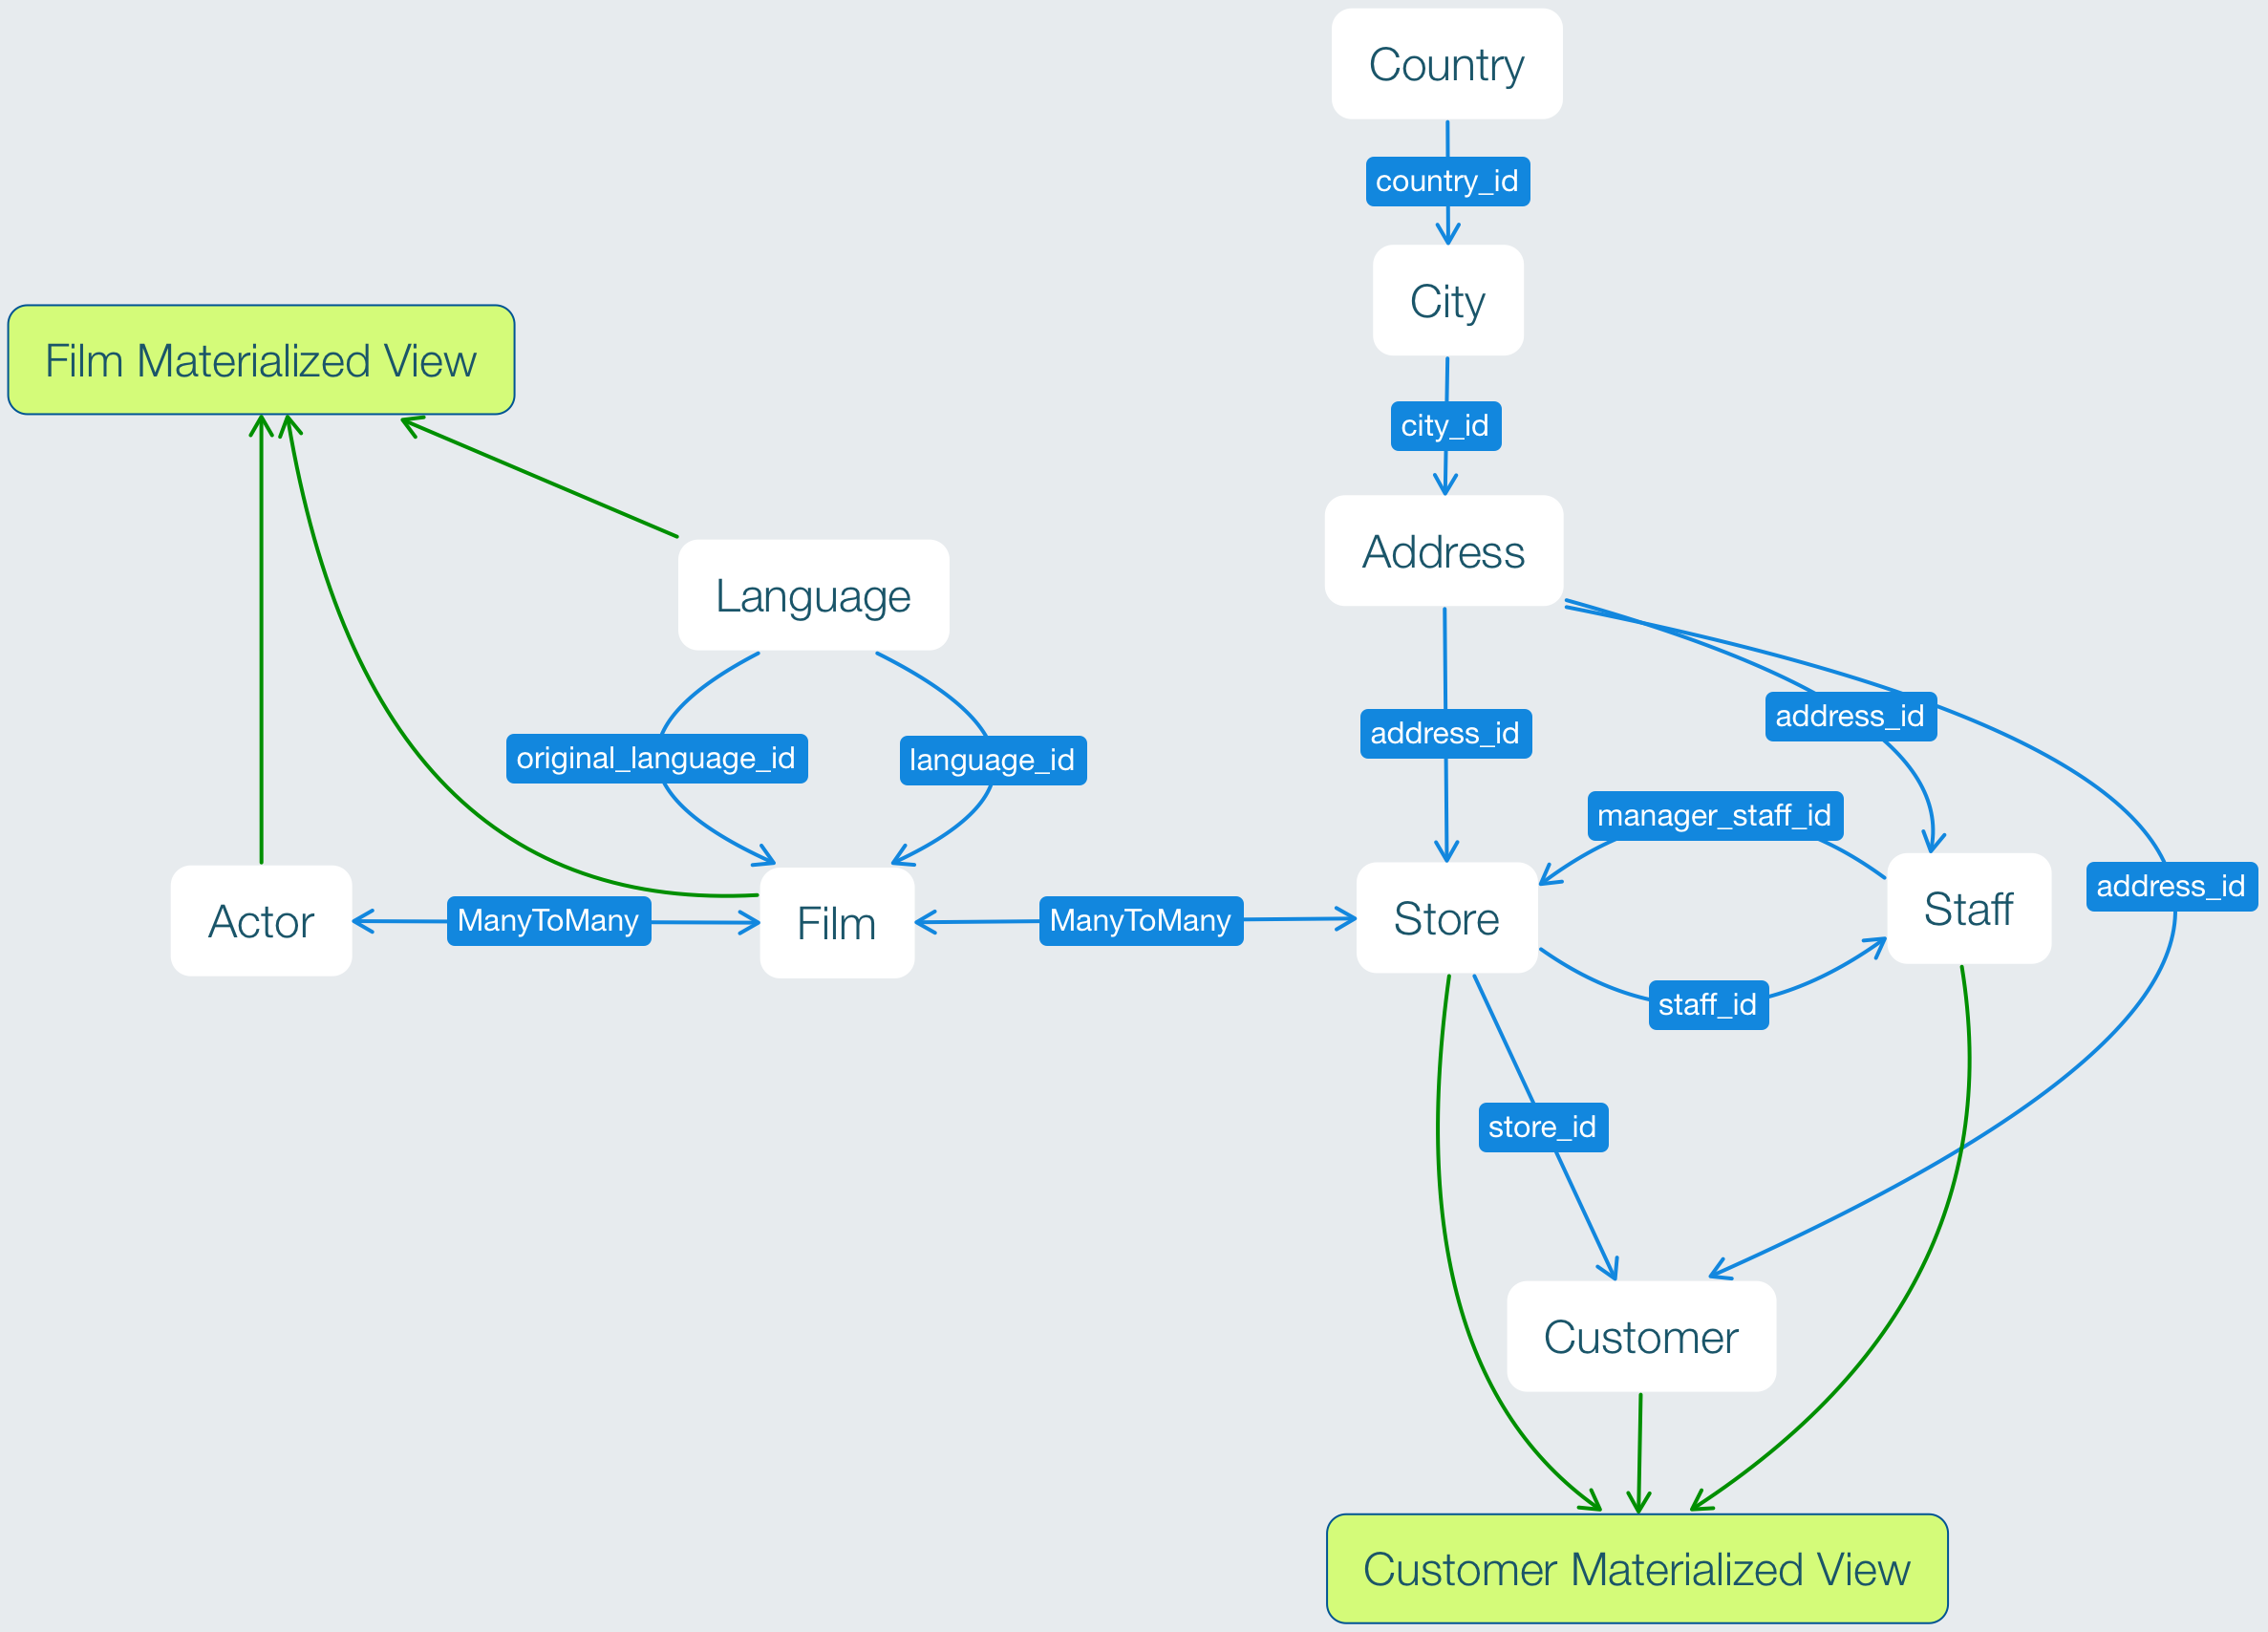 Country
country_id
City
Film Materialized View
city_id
Address
Language
address_id
address_id
original_language_id
language_id
manager_staff_id
address_id
Actor
ManyToMany
Film
ManyToMany
Store
Staff
staff_id
store_id
Customer
Customer Materialized View